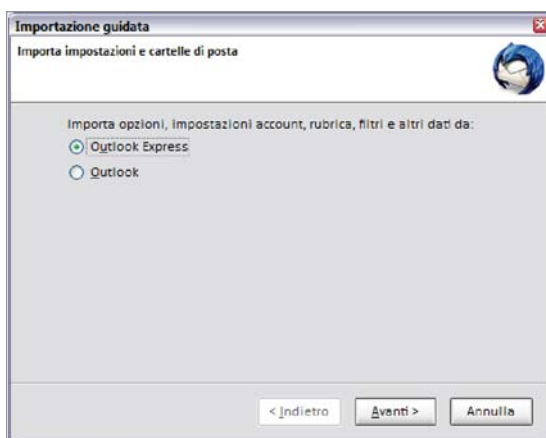 Importazione guidata
Importa impostazioni e cartelle di posta
Importa opzioni, impostazioni account, rubrica, filtri e altri dati da:
Outlook Express
Outlook
< Indietro Avanti > Annulla